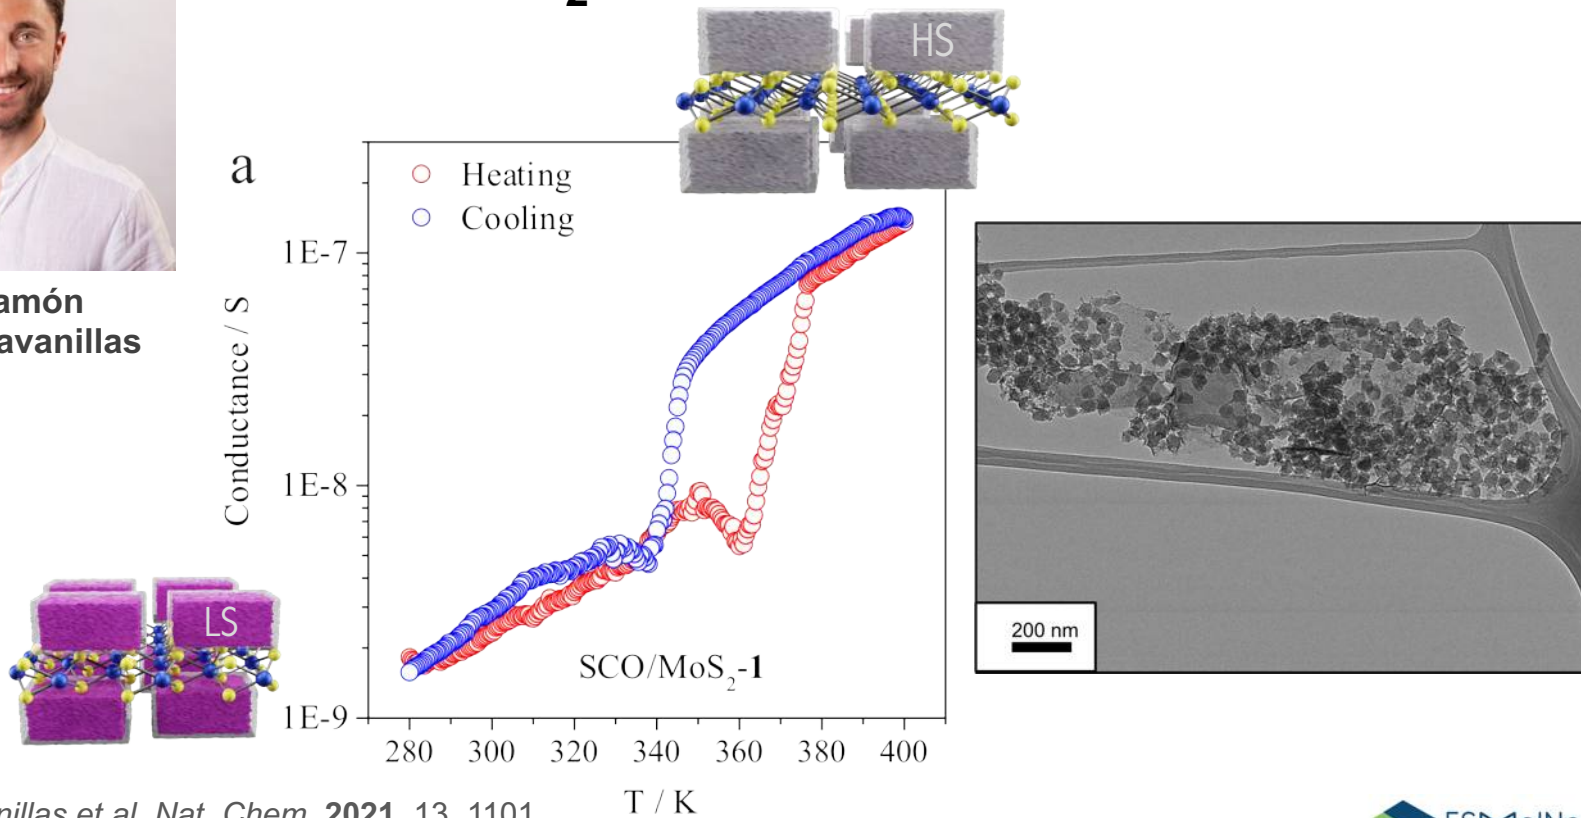 2
HS
a
Heating
Cooling
Conductance / S
1E-7
1E-8
1E-9
280 300 320 340 360 380 400
T / K
SCO/MoS2-1
LS
200 nm
amón
avanillas
nillas et al. Nat. Chem. 2021, 13, 1101